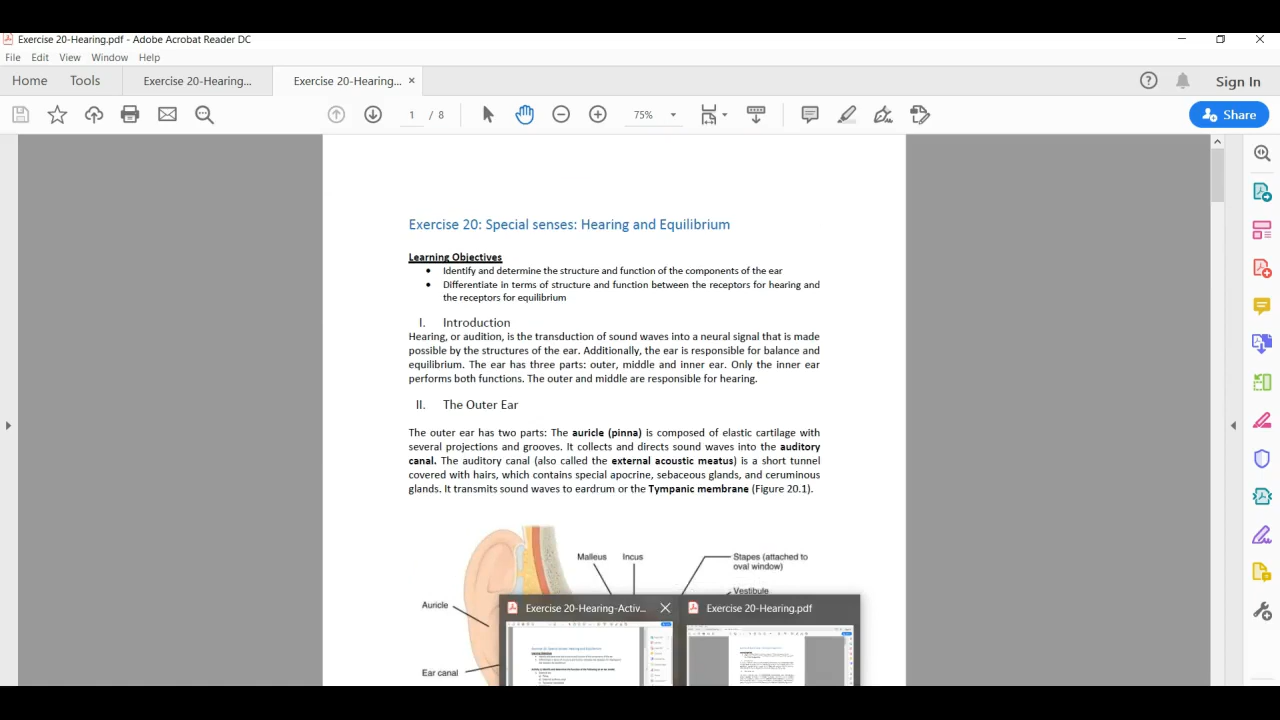 Exercise 20-Hearing.pdf - Adobe Acrobat Reader DC
File Edit View Window Help
Home Tools Exercise 20-Hearing... Exercise 20-Hearing... × Sign In
1 / 8 75% Share
Exercise 20: Special senses: Hearing and Equilibrium
Learning Objectives
• Identify and determine the structure and function of the components of the ear
• Differentiate in terms of structure and function between the receptors for hearing and
the receptors for equilibrium
I. Introduction
Hearing, or audition, is the transduction of sound waves into a neural signal that is made
possible by the structures of the ear. Additionally, the ear is responsible for balance and
equilibrium. The ear has three parts: outer, middle and inner ear. Only the inner ear
performs both functions. The outer and middle are responsible for hearing.
II. The Outer Ear
The outer ear has two parts: The auricle (pinna) is composed of elastic cartilage with
several projections and grooves. It collects and directs sound waves into the auditory
canal. The auditory canal (also called the external acoustic meatus) is a short tunnel
covered with hairs, which contains special apocrine, sebaceous glands, and ceruminous
glands. It transmits sound waves to eardrum or the Tympanic membrane (Figure 20.1).
Malleus Incus Stapes (attached to
oval window)
Vestibule
Auricle
Ear canal
Exercise 20-Hearing-Activ... Exercise 20-Hearing.pdf